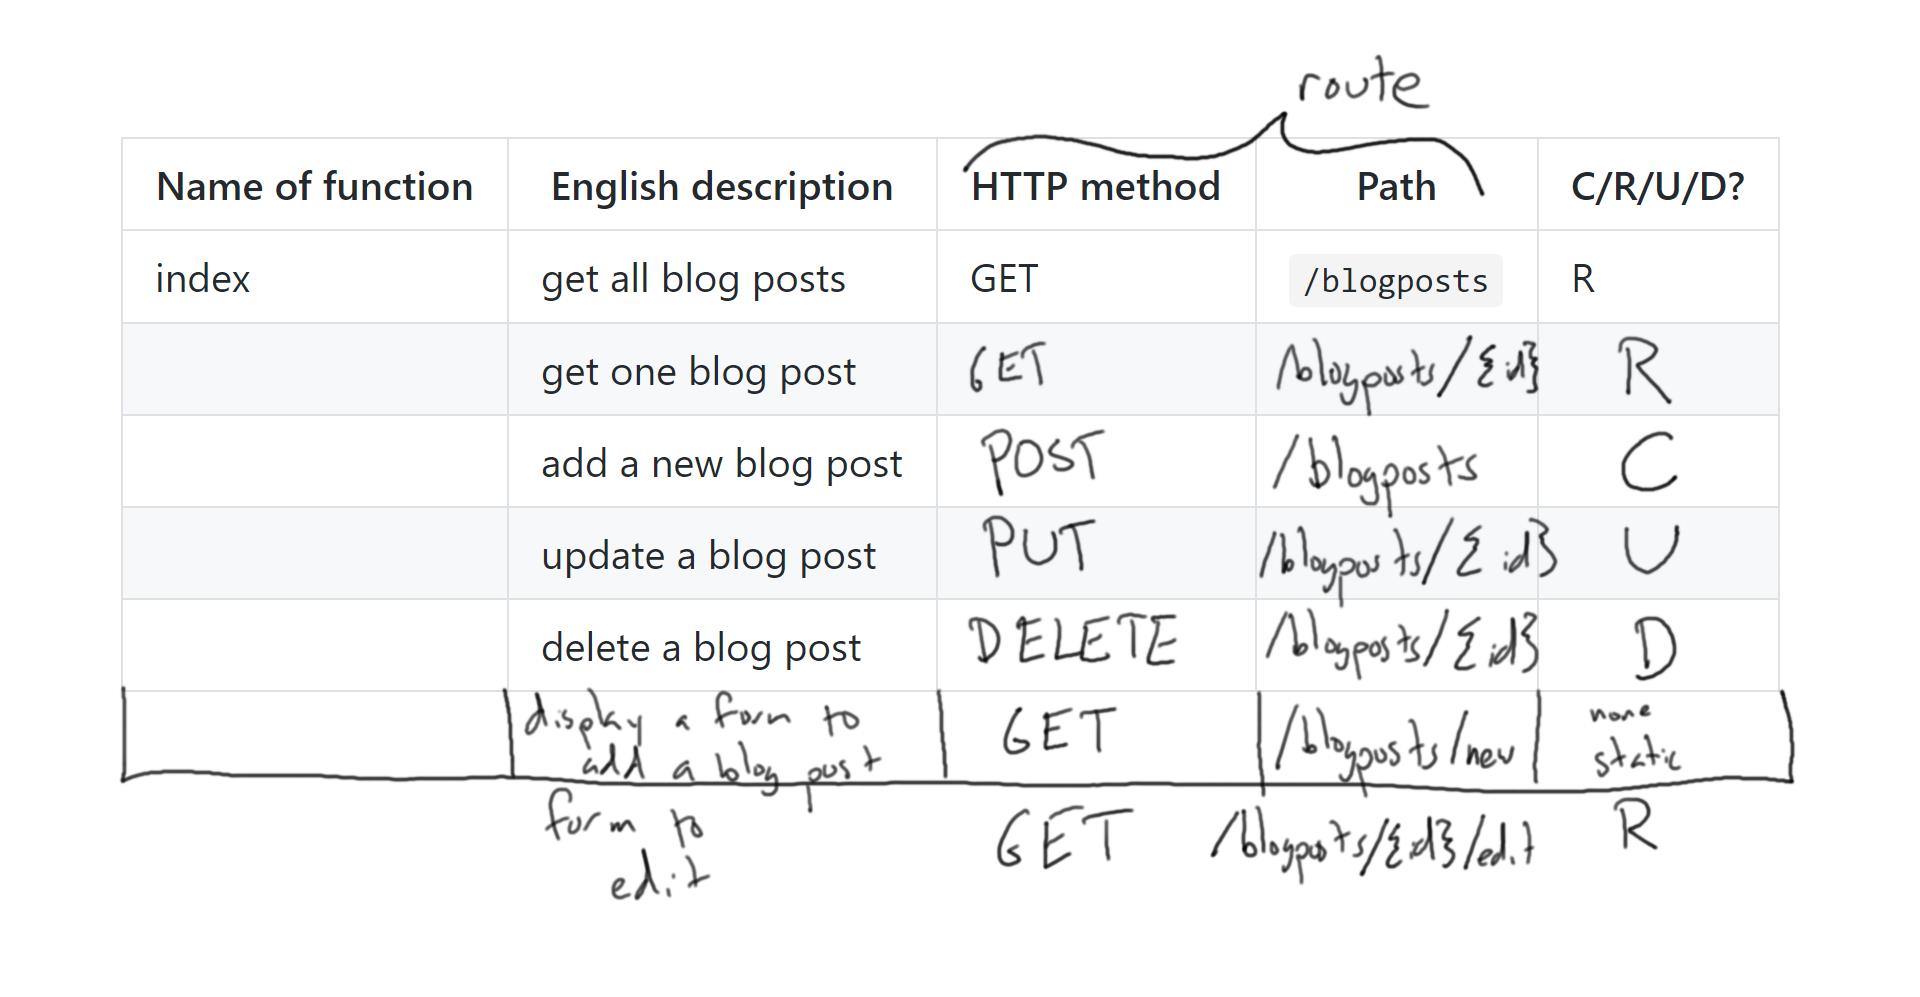 route
Name of function English description HTTP method Path C/R/U/D?
index get all blog posts GET /blogposts R
get one blog post GET /blogposts/{id} R
add a new blog post POST /blogposts C
update a blog post PUT /blogposts/{id} U
delete a blog post DELETE /blogposts/{id} D
display a form to GET /blogposts/new none
add a blog post static
form to GET /blogposts/{id}/edit R
edit